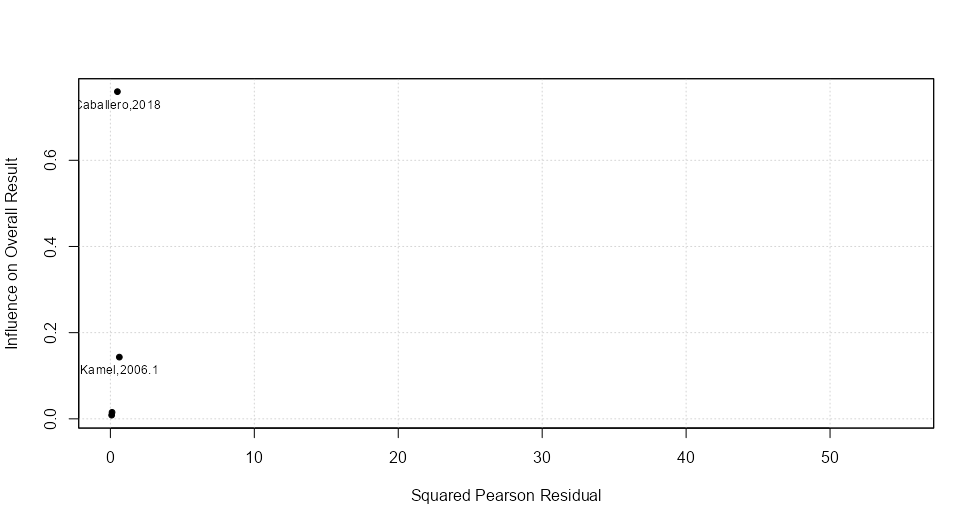 Caballero,2018
Kamel,2006.1
0.6
0.4
0.2
0.0
Influence on Overall Result
0 10 20 30 40 50
Squared Pearson Residual